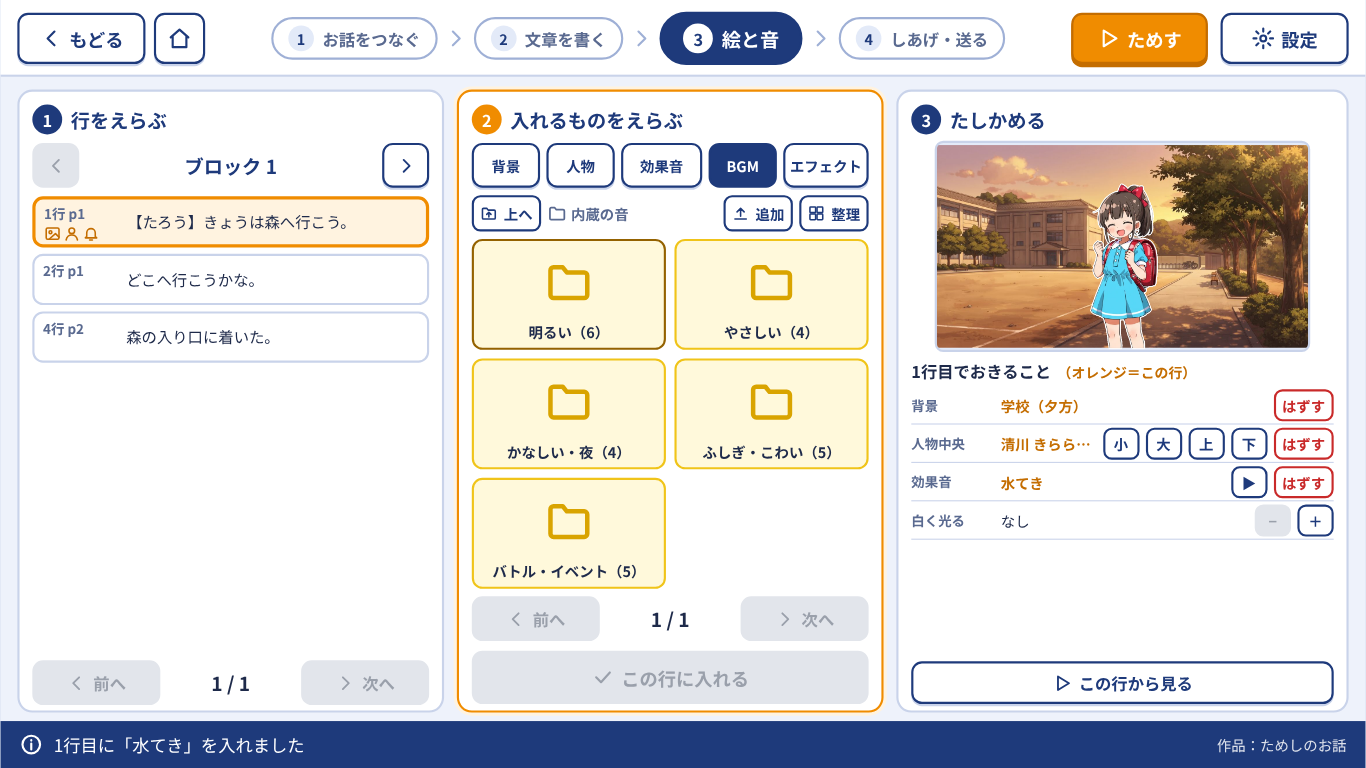 もどる
1 お話をつなぐ
2 文章を書く
3 絵と音
4 しあげ・送る
ためす
設定
1 行をえらぶ
ブロック 1
1行 p1
【たろう】きょうは森へ行こう。
2行 p1
どこへ行こうかな。
4行 p2
森の入り口に着いた。
前へ
1 / 1
次へ
2 入れるものをえらぶ
背景
人物
効果音
BGM
エフェクト
上へ
内蔵の音
追加
整理
明るい（6）
やさしい（4）
かなしい・夜（4）
ふしぎ・こわい（5）
バトル・イベント（5）
前へ
1 / 1
次へ
この行に入れる
3 たしかめる
1行目でおきること （オレンジ＝この行）
背景 学校（夕方） はずす
人物中央 清川 きらら… 小 大 上 下 はずす
効果音 水てき はずす
白く光る なし − ＋
この行から見る
1行目に「水てき」を入れました
作品：ためしのお話